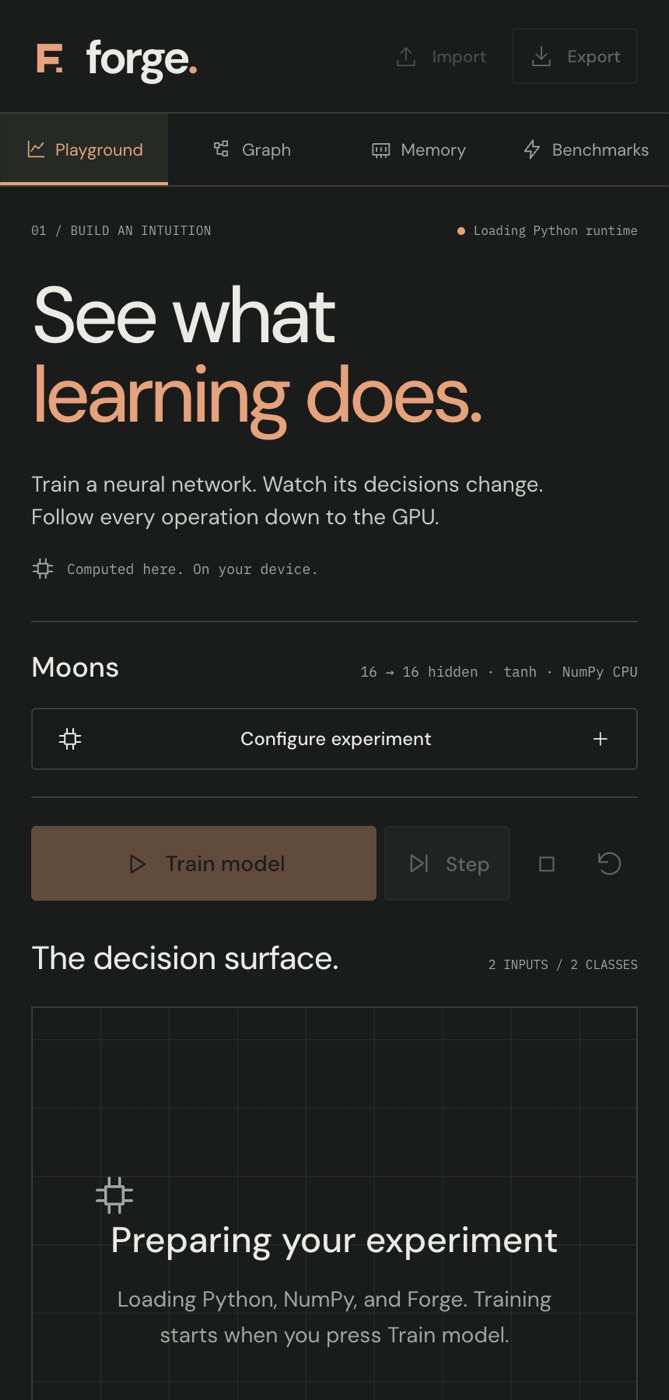 F. forge.
Import
Export
Playground
Graph
Memory
Benchmarks
01 / BUILD AN INTUITION
Loading Python runtime
See what
learning does.
Train a neural network. Watch its decisions change.
Follow every operation down to the GPU.
Computed here. On your device.
Moons
16 → 16 hidden · tanh · NumPy CPU
Configure experiment
+
Train model
Step
The decision surface.
2 INPUTS / 2 CLASSES
Preparing your experiment
Loading Python, NumPy, and Forge. Training
starts when you press Train model.